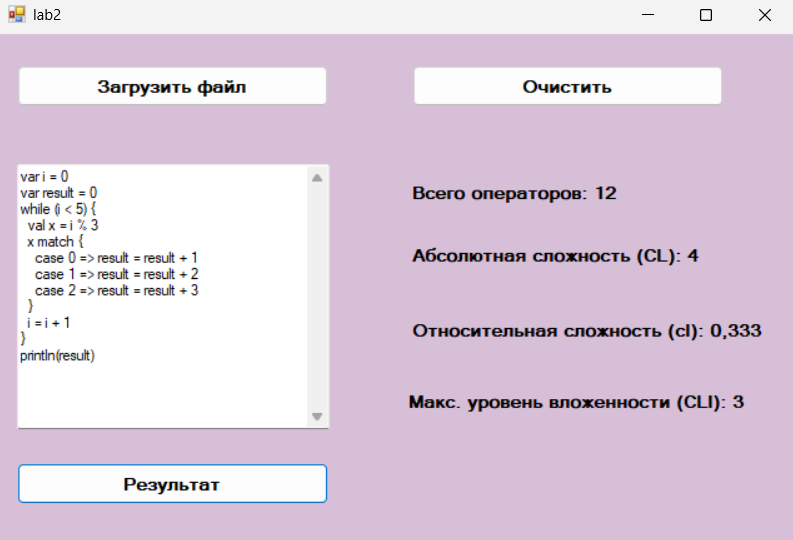 lab2
Загрузить файл
Очистить
var i = 0
var result = 0
while (i < 5) {
  val x = i % 3
  x match {
    case 0 => result = result + 1
    case 1 => result = result + 2
    case 2 => result = result + 3
  }
  i = i + 1
}
println(result)
Всего операторов: 12
Абсолютная сложность (CL): 4
Относительная сложность (cl): 0,333
Макс. уровень вложенности (CLI): 3
Результат